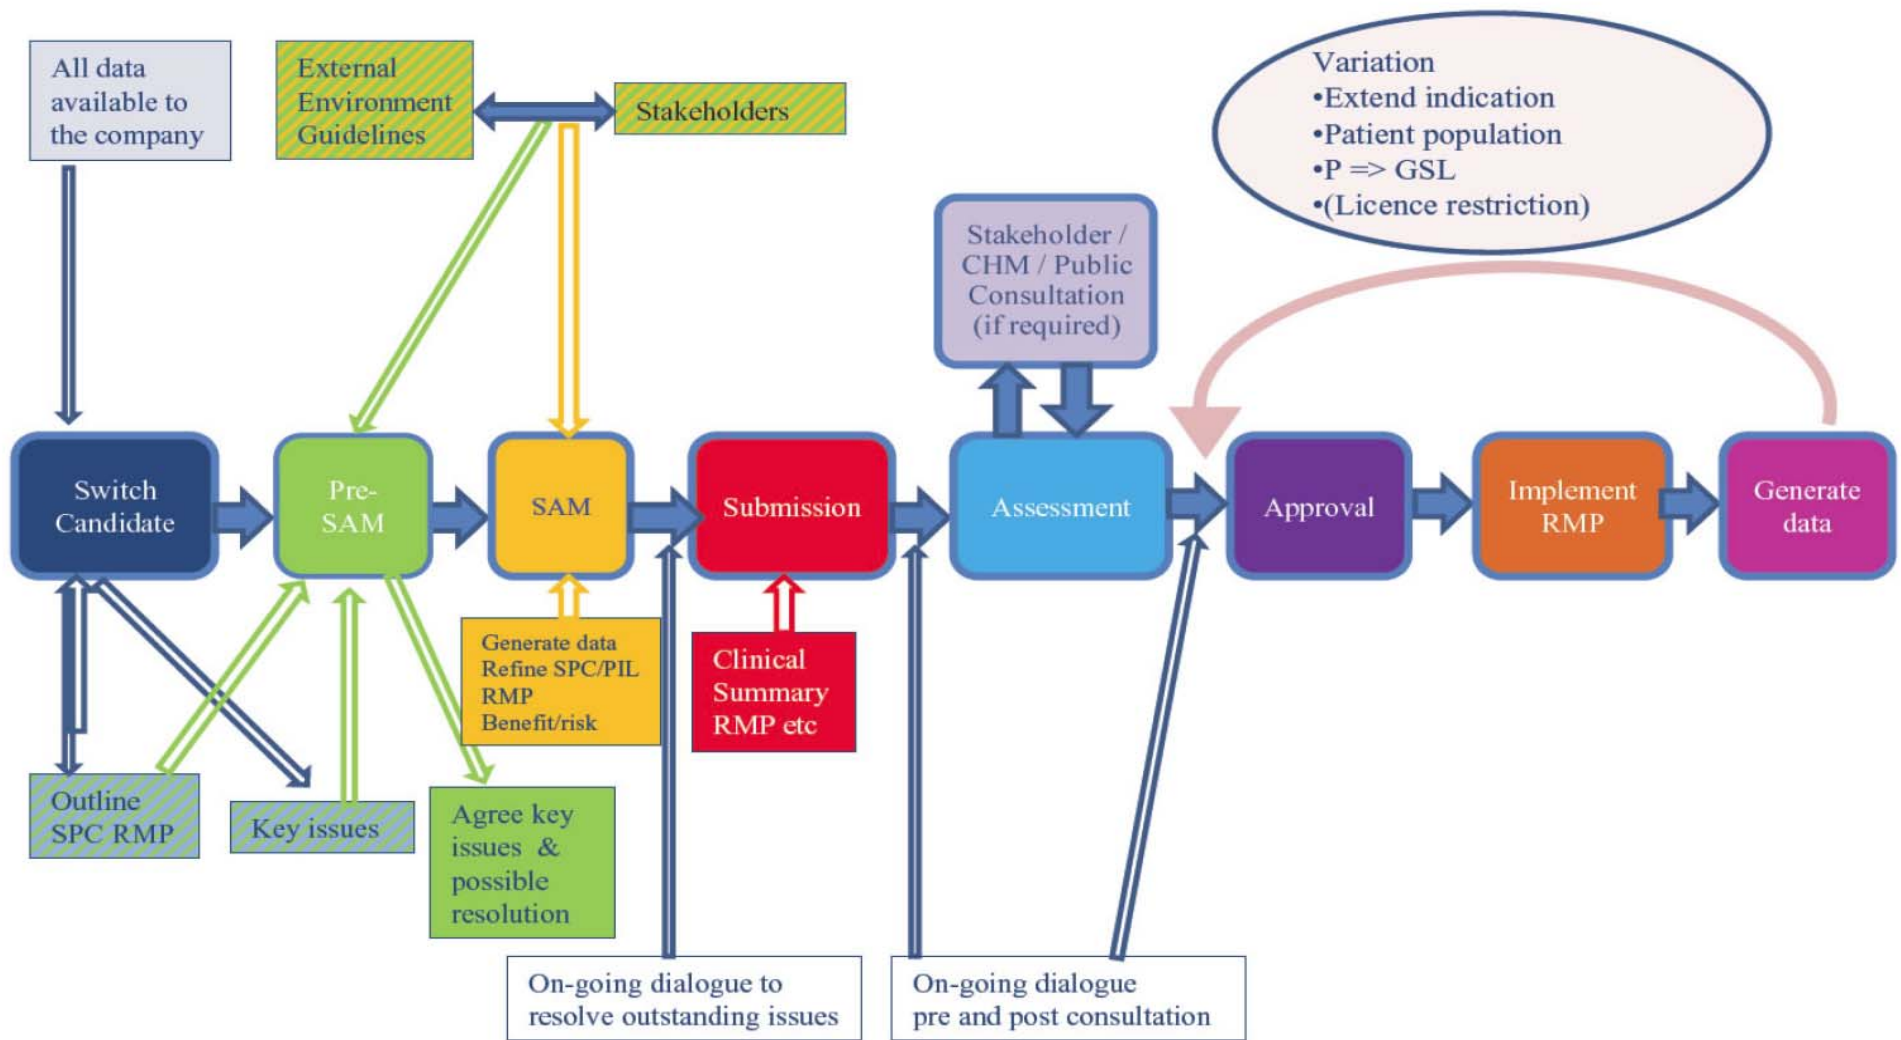 All data
available to
the company
External
Environment
Guidelines
Stakeholders
Variation
•Extend indication
•Patient population
•P => GSL
•(Licence restriction)
Stakeholder /
CHM / Public
Consultation
(if required)
Switch
Candidate
Pre-
SAM
SAM
Submission
Assessment
Approval
Implement
RMP
Generate
data
Generate data
Refine SPC/PIL
RMP
Benefit/risk
Clinical
Summary
RMP etc
Outline
SPC RMP
Key issues
Agree key
issues &
possible
resolution
On-going dialogue to
resolve outstanding issues
On-going dialogue
pre and post consultation